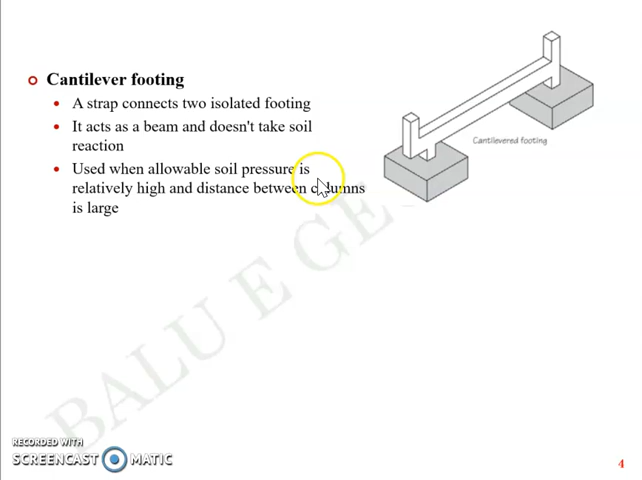 Cantilever footing
A strap connects two isolated footing
It acts as a beam and doesn't take soil
reaction
Used when allowable soil pressure is
relatively high and distance between columns
is large
Cantilevered footing
BALU E GE
RECORDED WITH
SCREENCAST MATIC
4